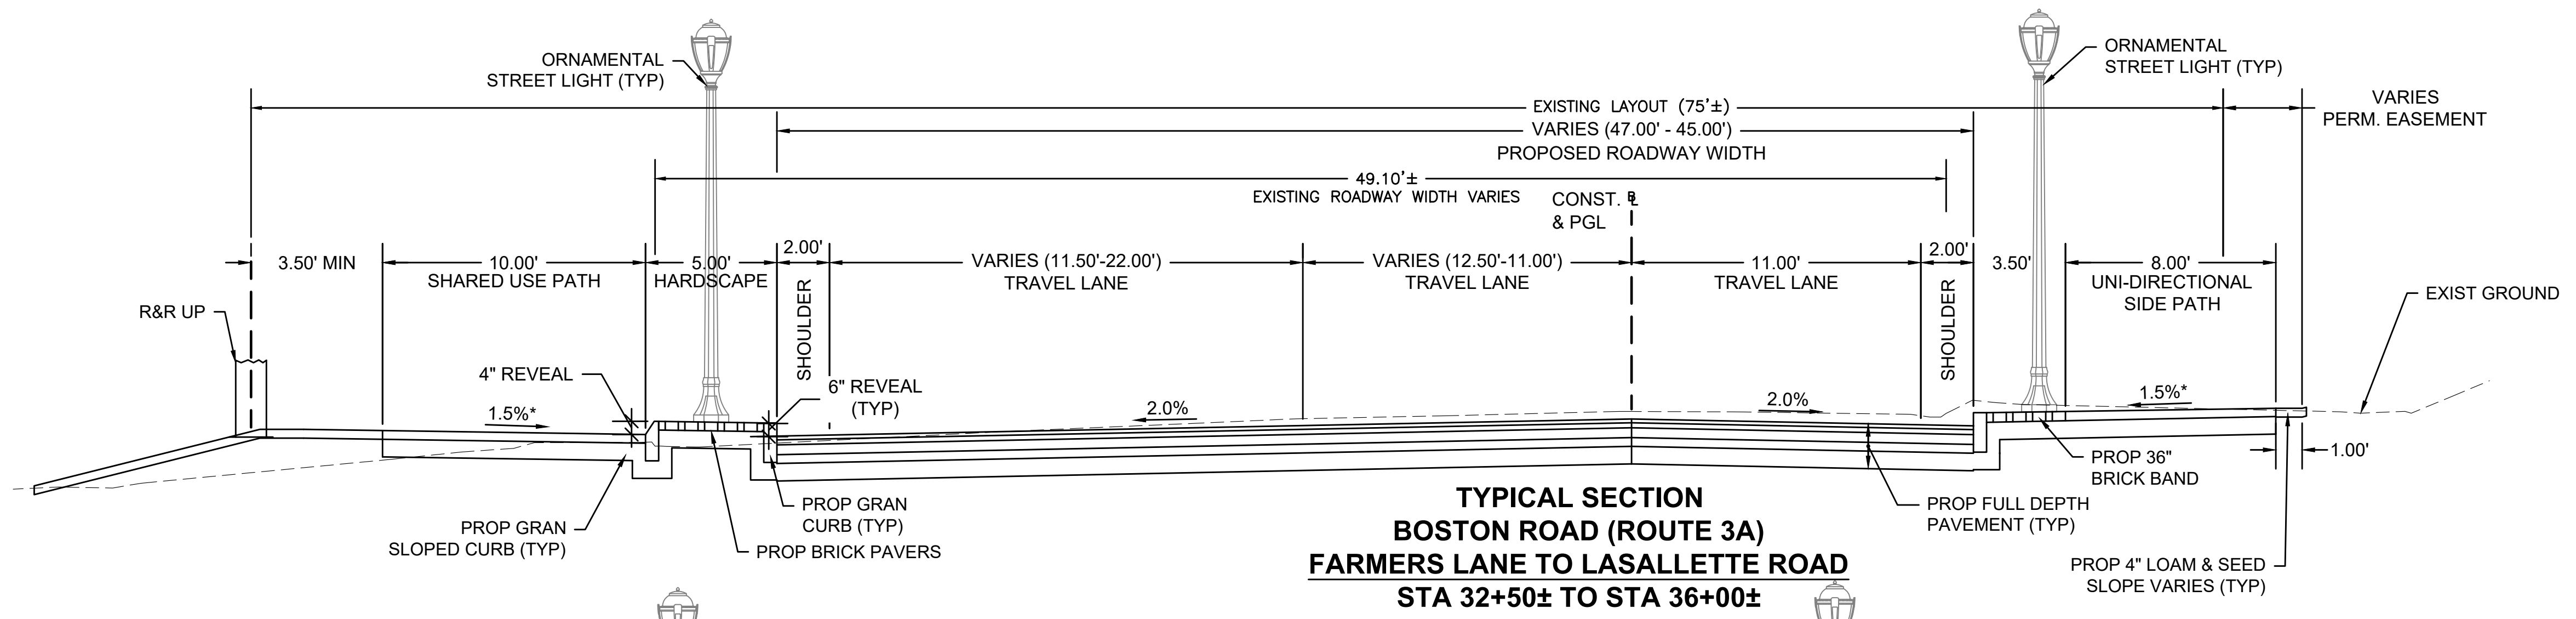 ORNAMENTAL
STREET LIGHT (TYP)
ORNAMENTAL
STREET LIGHT (TYP)
EXISTING LAYOUT (75'±)
VARIES
PERM. EASEMENT
VARIES (47.00' - 45.00')
PROPOSED ROADWAY WIDTH
49.10'±
EXISTING ROADWAY WIDTH VARIES
CONST. BL
& PGL
3.50' MIN
10.00'
SHARED USE PATH
5.00'
HARDSCAPE
2.00'
SHOULDER
VARIES (11.50'-22.00')
TRAVEL LANE
VARIES (12.50'-11.00')
TRAVEL LANE
11.00'
TRAVEL LANE
2.00'
SHOULDER
3.50'
8.00'
UNI-DIRECTIONAL
SIDE PATH
EXIST GROUND
R&R UP
4" REVEAL
6" REVEAL
(TYP)
1.5%*
2.0%
2.0%
1.5%*
1.00'
PROP GRAN
SLOPED CURB (TYP)
PROP GRAN
CURB (TYP)
PROP BRICK PAVERS
PROP 36"
BRICK BAND
PROP FULL DEPTH
PAVEMENT (TYP)
PROP 4" LOAM & SEED
SLOPE VARIES (TYP)
TYPICAL SECTION
BOSTON ROAD (ROUTE 3A)
FARMERS LANE TO LASALLETTE ROAD
STA 32+50± TO STA 36+00±